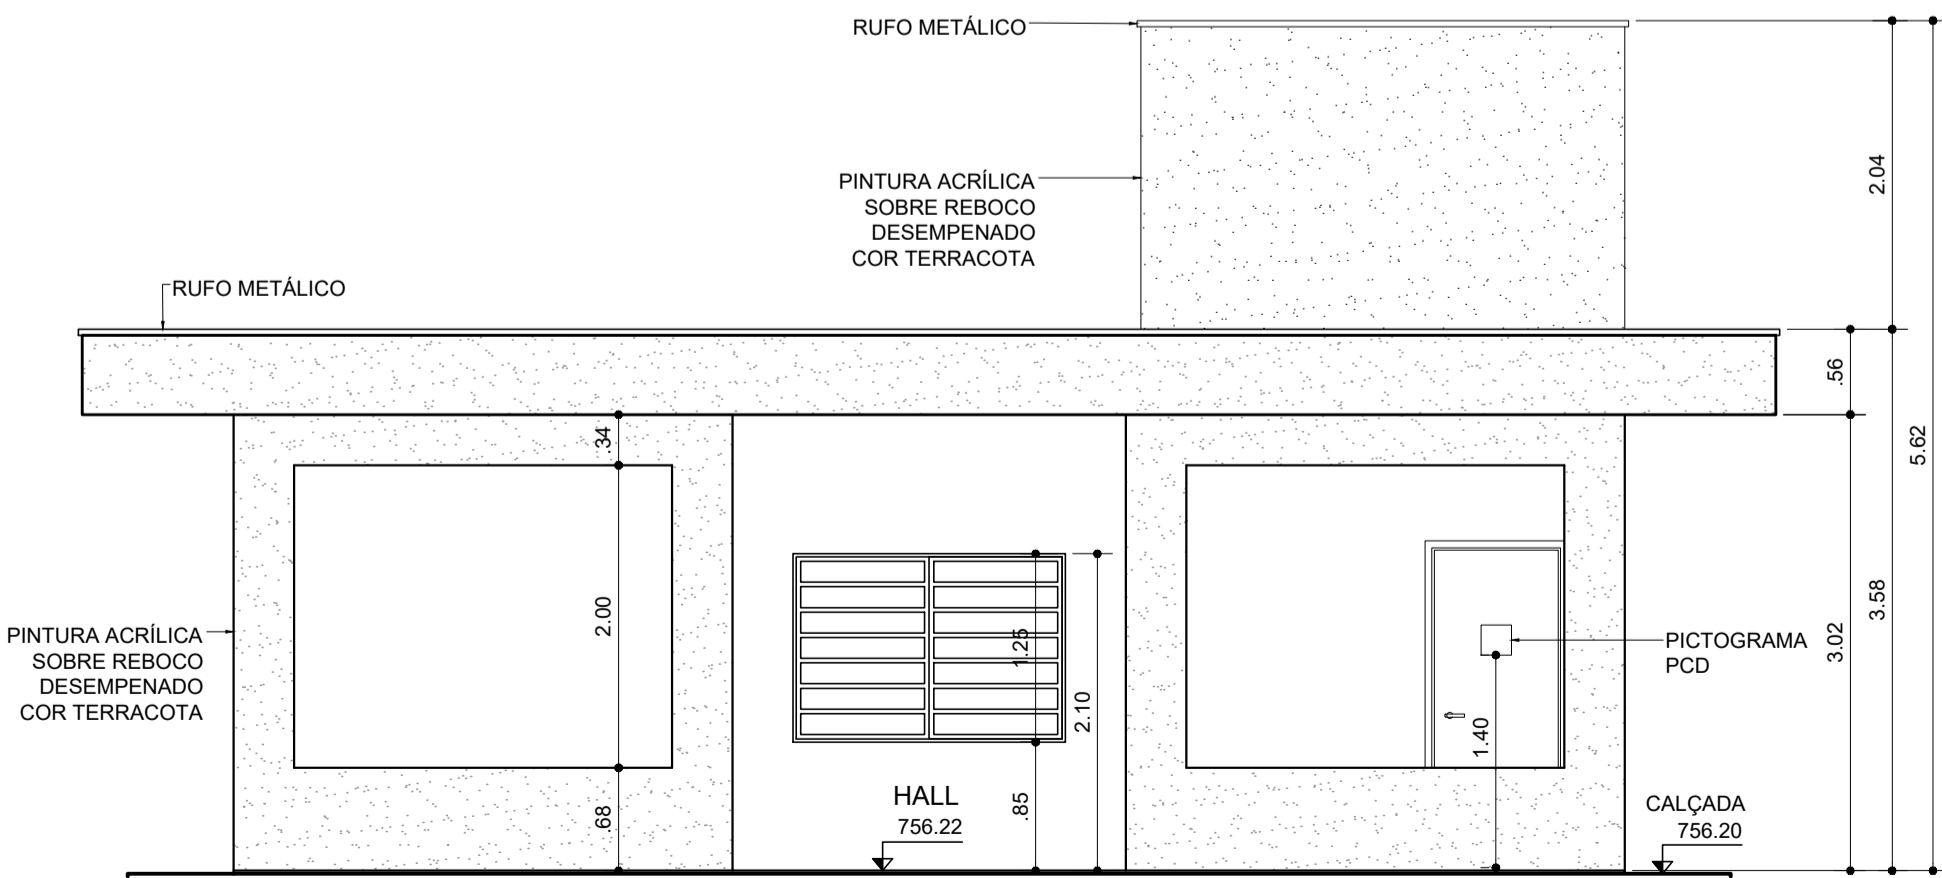 RUFO METÁLICO
PINTURA ACRÍLICA
SOBRE REBOCO
DESEMPENADO
COR TERRACOTA
2.04
RUFO METÁLICO
.56
5.62
.34
2.00
1.25
2.10
PINTURA ACRÍLICA
SOBRE REBOCO
DESEMPENADO
COR TERRACOTA
PICTOGRAMA
PCD
1.40
3.02
3.58
HALL
756.22
.68
.85
CALÇADA
756.20